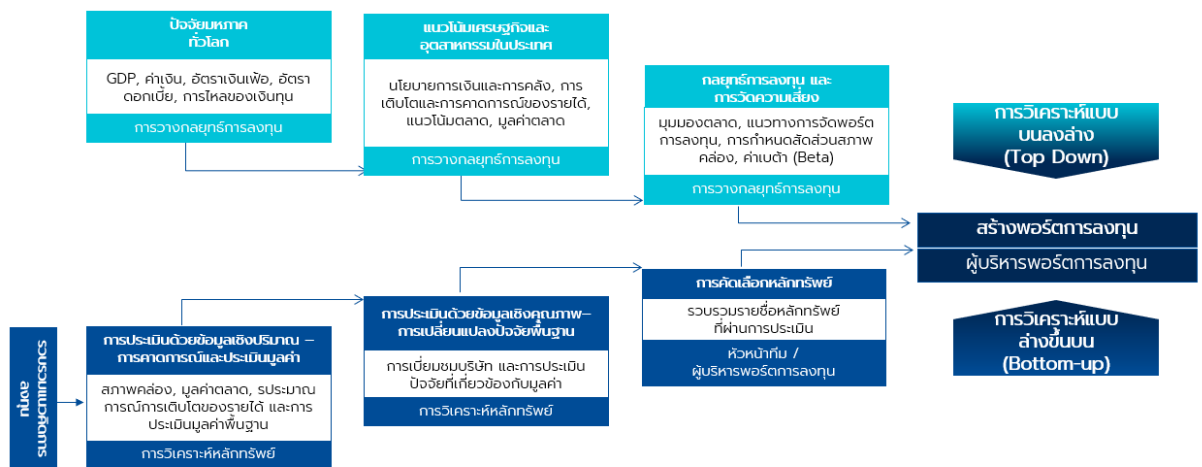 ปัจจัยมหภาค
ทั่วโลก
GDP, ค่าเงิน, อัตราเงินเฟ้อ, อัตรา
ดอกเบี้ย, การไหลของเงินทุน
การวางกลยุทธ์การลงทุน
แนวโน้มเศรษฐกิจและ
อุตสาหกรรมในประเทศ
นโยบายการเงินและการคลัง, การ
เติบโตและการคาดการณ์ของรายได้,
แนวโน้มตลาด, มูลค่าตลาด
การวางกลยุทธ์การลงทุน
กลยุทธ์การลงทุน และ
การวัดความเสี่ยง
มุมมองตลาด, แนวทางการจัดพอร์ต
การลงทุน, การกำหนดสัดส่วนสภาพ
คล่อง, ค่าเบต้า (Beta)
การวางกลยุทธ์การลงทุน
การวิเคราะห์แบบ
บนลงล่าง
(Top Down)
สร้างพอร์ตการลงทุน
ผู้บริหารพอร์ตการลงทุน
การวิเคราะห์แบบ
ล่างขึ้นบน
(Bottom-up)
การประเมินด้วยข้อมูลเชิงปริมาณ –
การคาดการณ์และประเมินมูลค่า
สภาพคล่อง, มูลค่าตลาด, รประมาณ
การณ์การเติบโตของรายได้ และการ
ประเมินมูลค่าพื้นฐาน
การวิเคราะห์หลักทรัพย์
การประเมินด้วยข้อมูลเชิงคุณภาพ–
การเปลี่ยนแปลงปัจจัยพื้นฐาน
การเยี่ยมชมบริษัท และการประเมิน
ปัจจัยที่เกี่ยวข้องกับมูลค่า
การวิเคราะห์หลักทรัพย์
การคัดเลือกหลักทรัพย์
รวบรวมรายชื่อหลักทรัพย์
ที่ผ่านการประเมิน
หัวหน้าทีม /
ผู้บริหารพอร์ตการลงทุน